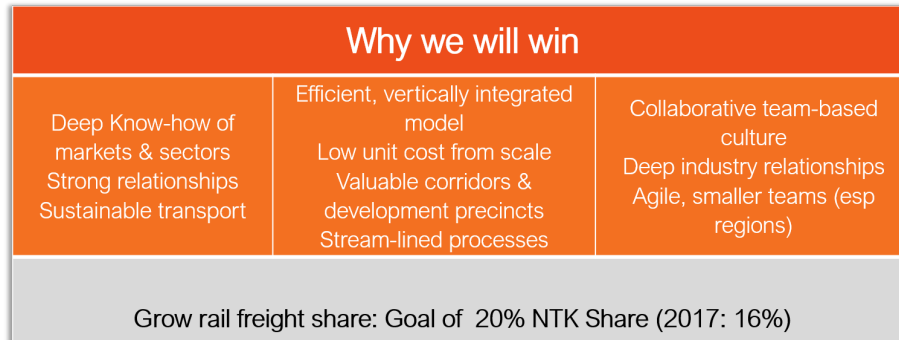 Why we will win
Deep Know-how of
markets & sectors
Strong relationships
Sustainable transport
Efficient, vertically integrated
model
Low unit cost from scale
Valuable corridors &
development precincts
Stream-lined processes
Collaborative team-based
culture
Deep industry relationships
Agile, smaller teams (esp
regions)
Grow rail freight share: Goal of  20% NTK Share (2017: 16%)